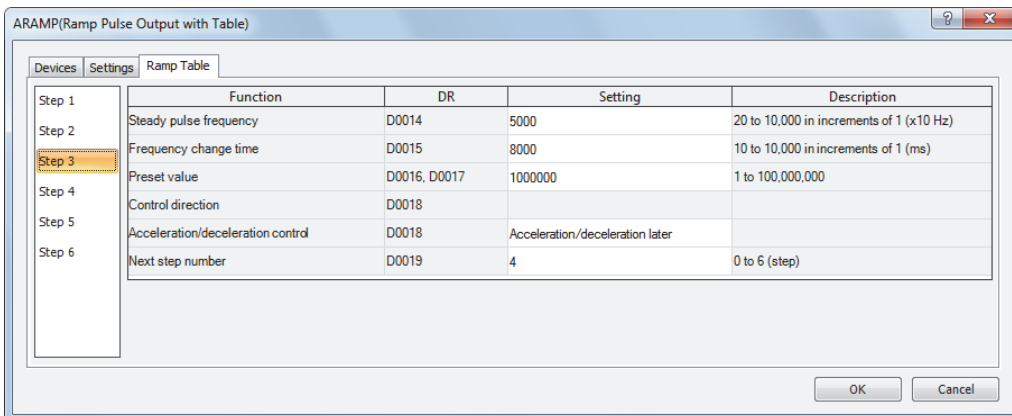 ARAMP(Ramp Pulse Output with Table)
?
Devices Settings Ramp Table
Step 1
Step 2
Step 3
Step 4
Step 5
Step 6
Function DR Setting Description
Steady pulse frequency D0014 5000 20 to 10,000 in increments of 1 (x10 Hz)
Frequency change time D0015 8000 10 to 10,000 in increments of 1 (ms)
Preset value D0016, D0017 1000000 1 to 100,000,000
Control direction D0018
Acceleration/deceleration control D0018 Acceleration/deceleration later
Next step number D0019 4 0 to 6 (step)
OK Cancel